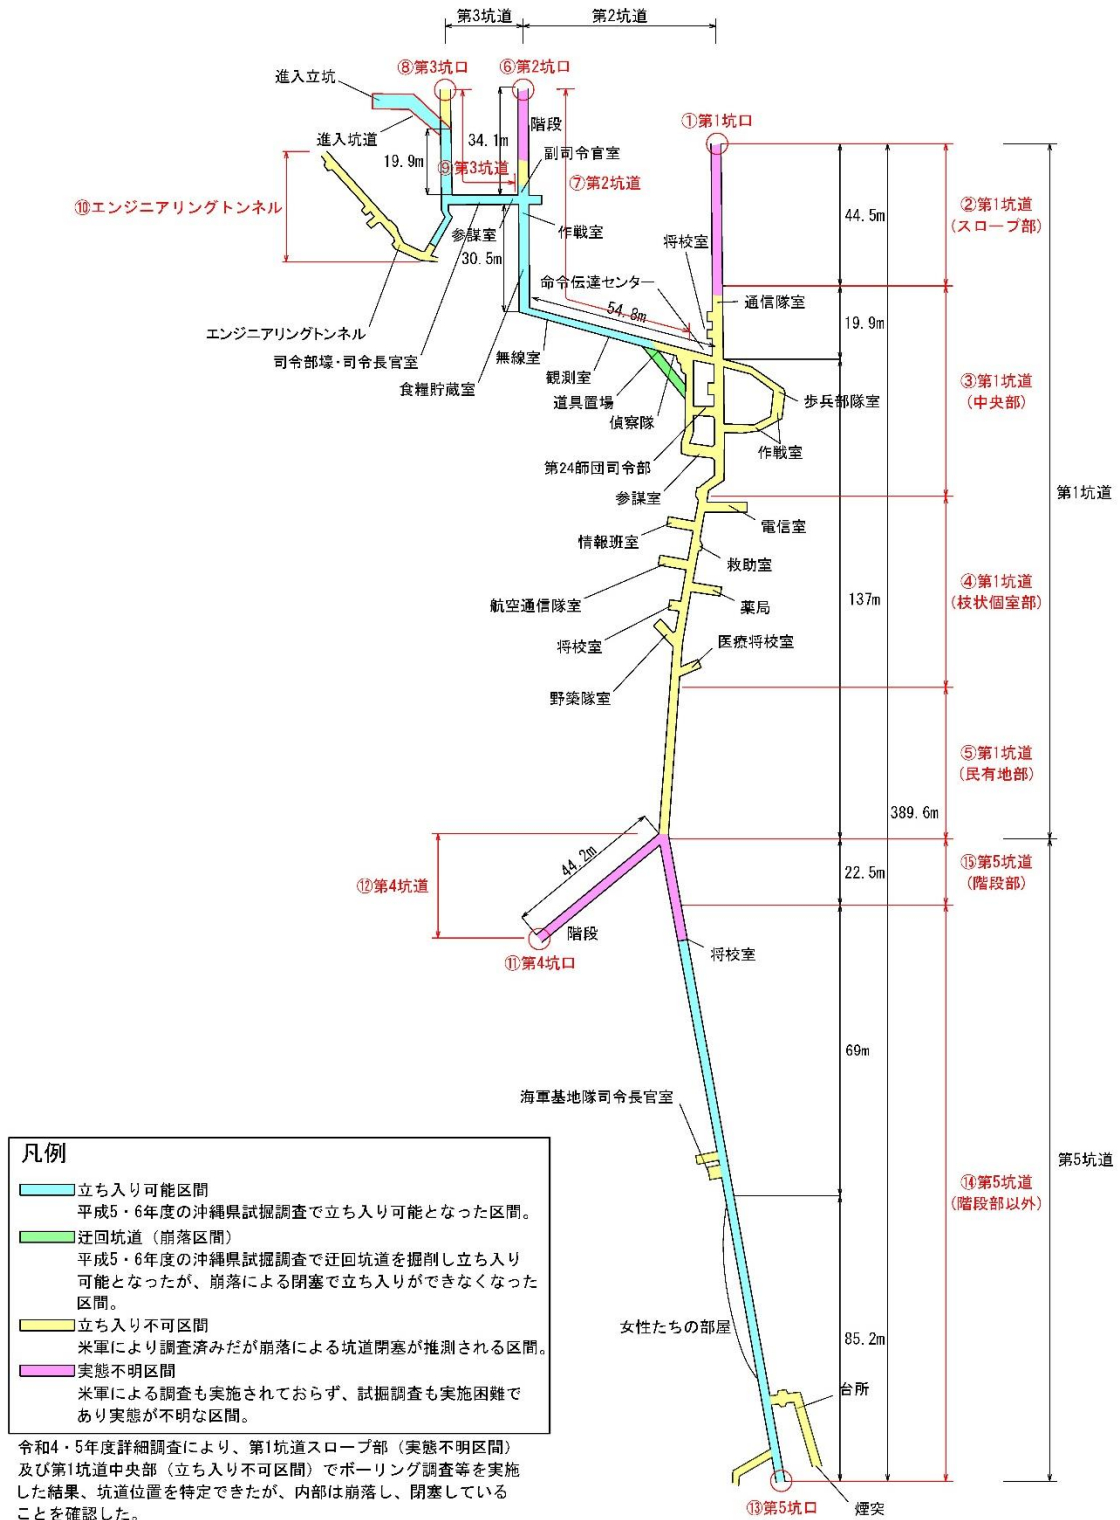 第3坑道
第2坑道
⑧第3坑口
⑥第2坑口
進入立坑
①第1坑口
階段
34.1m
進入坑道
19.9m
副司令官室
⑨第3坑道
⑦第2坑道
②第1坑道
(スロープ部)
⑩エンジニアリングトンネル
44.5m
参謀室
作戦室
将校室
30.5m
命令伝達センター
通信隊室
54.8m
19.9m
エンジニアリングトンネル
司令部壕・司令長官室
無線室
食糧貯蔵室
観測室
道具置場
偵察隊
歩兵部隊室
③第1坑道
(中央部)
作戦室
第24師団司令部
参謀室
第1坑道
電信室
情報班室
救助室
航空通信隊室
薬局
137m
④第1坑道
(枝状個室部)
将校室
医療将校室
野築隊室
⑤第1坑道
(民有地部)
389.6m
44.2m
22.5m
⑮第5坑道
(階段部)
⑫第4坑道
階段
⑪第4坑口
将校室
69m
海軍基地隊司令長官室
第5坑道
⑭第5坑道
(階段部以外)
女性たちの部屋
85.2m
台所
⑬第5坑口
煙突
凡例
立ち入り可能区間
平成5・6年度の沖縄県試掘調査で立ち入り可能となった区間。
迂回坑道（崩落区間）
平成5・6年度の沖縄県試掘調査で迂回坑道を掘削し立ち入り
可能となったが、崩落による閉塞で立ち入りができなくなった
区間。
立ち入り不可区間
米軍により調査済みだが崩落による坑道閉塞が推測される区間。
実態不明区間
米軍による調査も実施されておらず、試掘調査も実施困難で
あり実態が不明な区間。
令和4・5年度詳細調査により、第1坑道スロープ部（実態不明区間）
及び第1坑道中央部（立ち入り不可区間）でボーリング調査等を実施
した結果、坑道位置を特定できたが、内部は崩落し、閉塞している
ことを確認した。